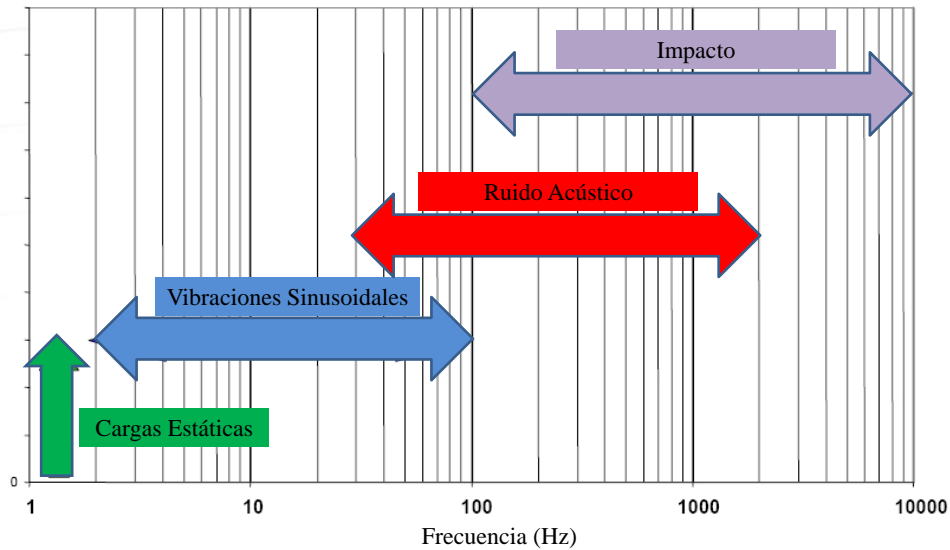 Impacto
Ruido Acústico
Vibraciones Sinusoidales
Cargas Estáticas
0
1 10 100 1000 10000
Frecuencia (Hz)